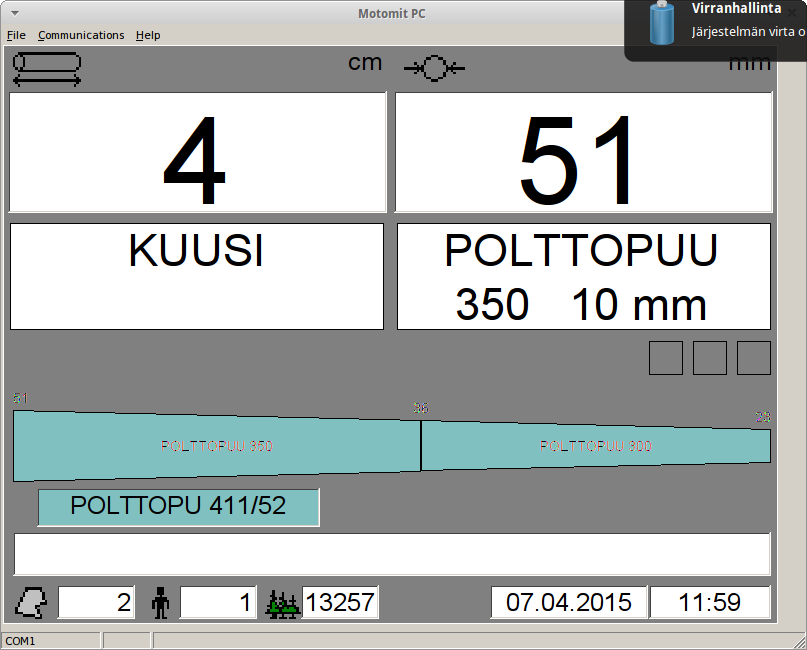 Motomit PC
Virranhallinta
Järjestelmän virta o
File Communications Help
cm
mm
4
51
KUUSI
POLTTOPUU
350 10 mm
51
36
POLTTOPUU 350
POLTTOPUU 300
POLTTOPU 411/52
2
1
13257
07.04.2015
11:59
COM1